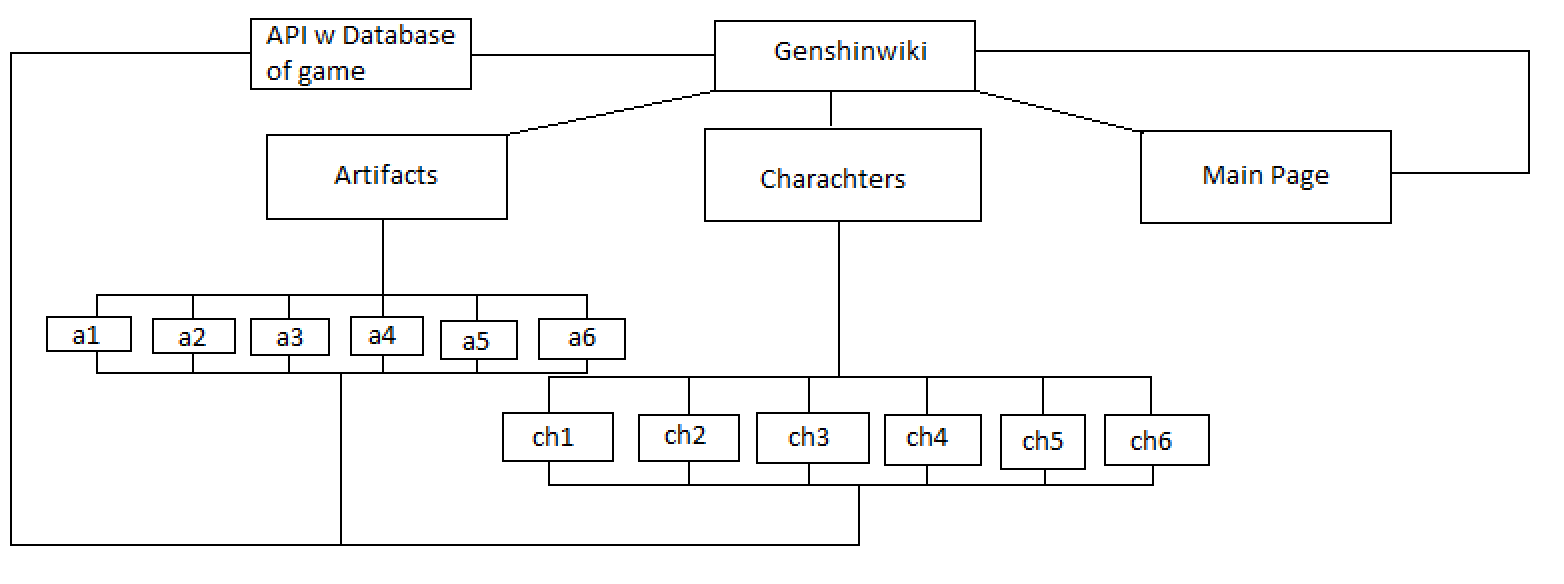 API w Database
of game
Genshinwiki
Artifacts
Charachters
Main Page
a1
a2
a3
a4
a5
a6
ch1
ch2
ch3
ch4
ch5
ch6